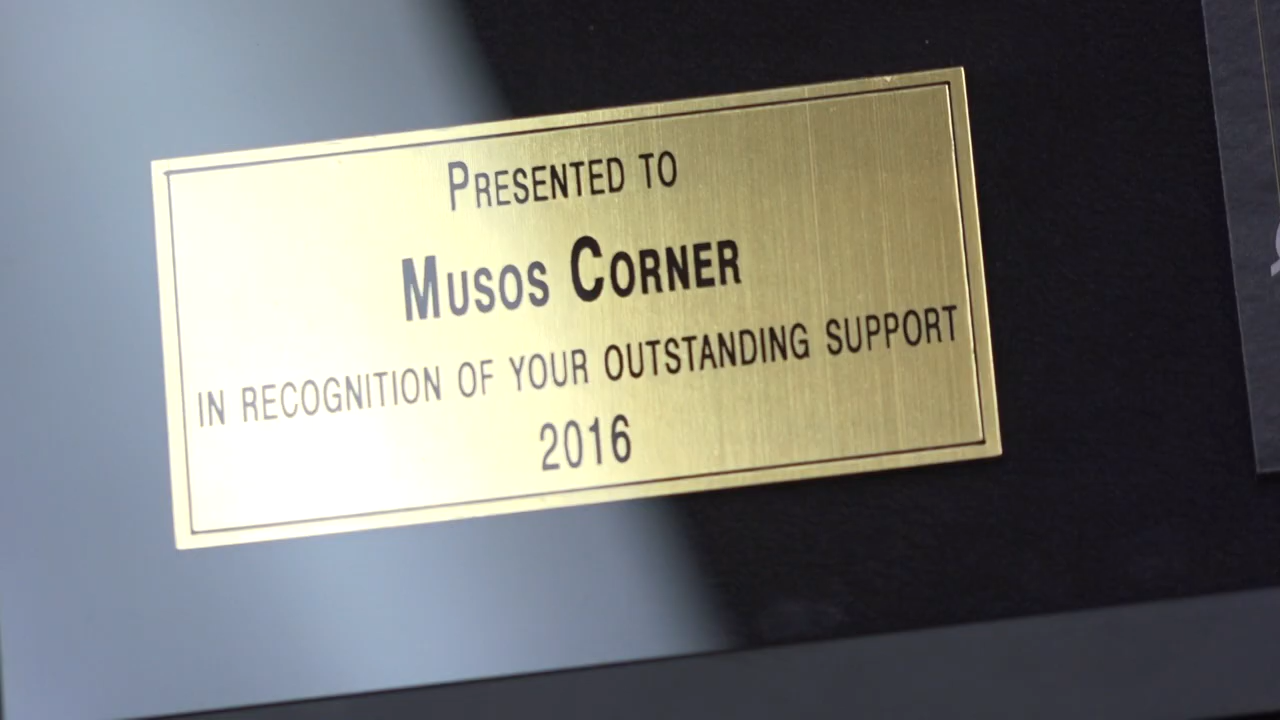 PRESENTED TO
MUSOS CORNER
IN RECOGNITION OF YOUR OUTSTANDING SUPPORT
2016